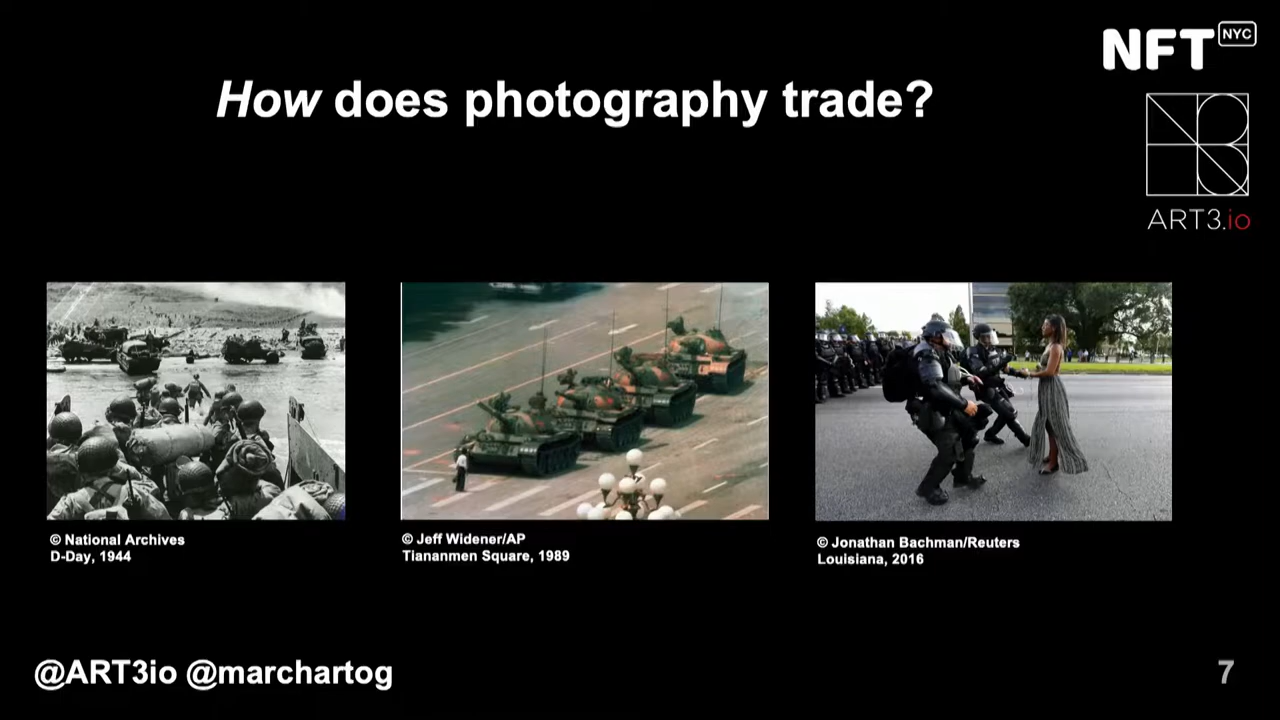 NFT NYC
How does photography trade?
ART3.io
© National Archives
D-Day, 1944
© Jeff Widener/AP
Tiananmen Square, 1989
© Jonathan Bachman/Reuters
Louisiana, 2016
@ART3io @marchartog
7